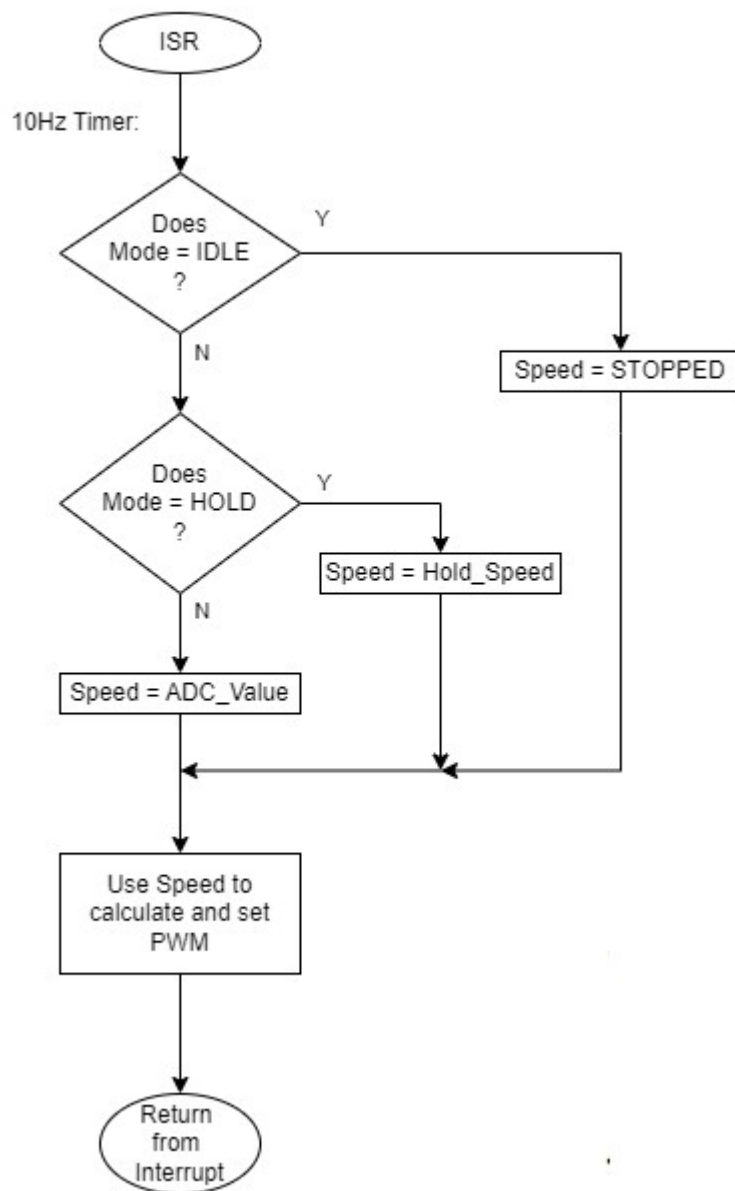 ISR
10Hz Timer:
Does
Mode = IDLE
?
Y
N
Speed = STOPPED
Does
Mode = HOLD
?
Y
N
Speed = Hold_Speed
Speed = ADC_Value
Use Speed to
calculate and set
PWM
Return
from
Interrupt